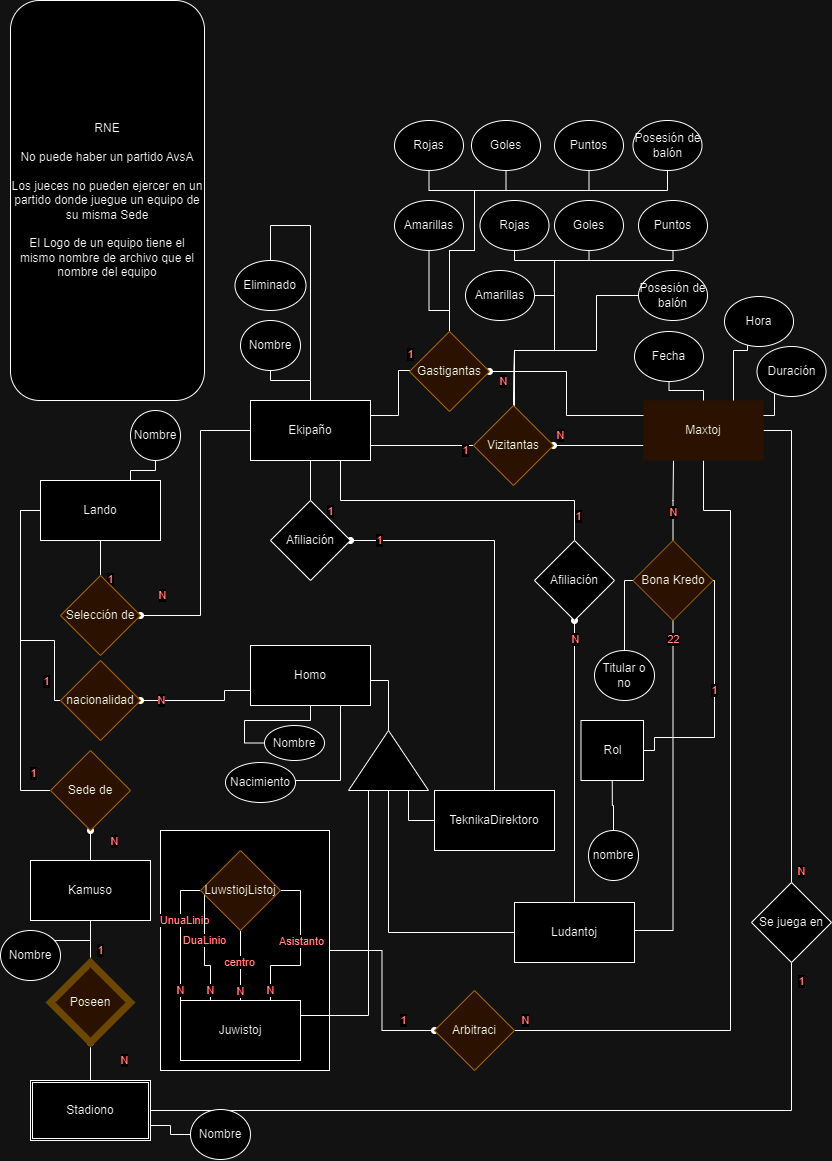 RNE
No puede haber un partido AvsA
Los jueces no pueden ejercer en un
partido donde juegue un equipo de
su misma Sede
El Logo de un equipo tiene el
mismo nombre de archivo que el
nombre del equipo
Rojas
Goles
Puntos
Posesión de
balón
Amarillas
Rojas
Goles
Puntos
Eliminado
Amarillas
Posesión de
balón
Hora
Nombre
Fecha
Duración
1
Gastigantas
N
Nombre
Ekipaño
Vizitantas
1
N
Maxtoj
Lando
1
Afiliación
1
1
N
1
Selección de
N
Afiliación
Bona Kredo
N
22
Titular o
no
1
1
nacionalidad
N
Homo
Nombre
Nacimiento
Rol
nombre
1
Sede de
N
TeknikaDirektoro
Kamuso
Nombre
1
LuwstiojListoj
UnuaLinio
DuaLinio
centro
Asistanto
N
N
N
N
Juwistoj
Ludantoj
N
Se juega en
1
Poseen
N
1
Arbitraci
N
Stadiono
Nombre